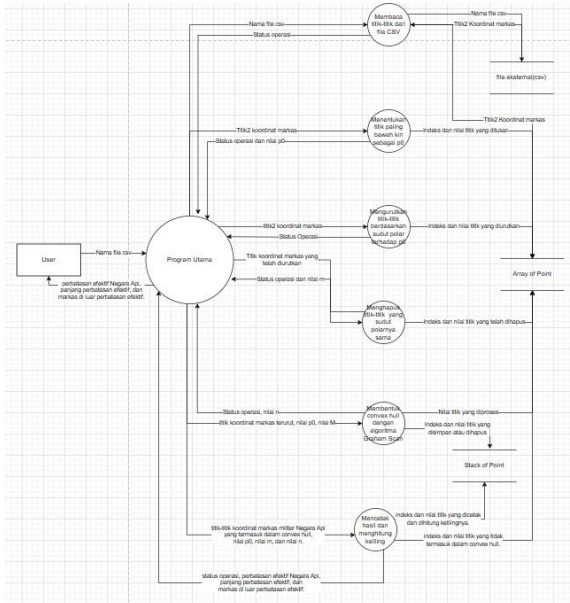 Nama file csv
Status operasi
Membaca
titik-titik dari
file CSV
Nama file csv
Titik2 Koordinat markas
file eksternal(csv)
Titik2 Koordinat markas
Titik2 koordinat markas
Status operasi dan nilai p0
Menentukan
titik paling
bawah kiri
sebagai p0
Indeks dan nilai titik yang ditukar
titik2 koordinat markas
Status Operasi
Mengurutkan
titik-titik
berdasarkan
sudut polar
terhadap p0
Indeks dan nilai titik yang diurutkan
User
Nama file csv
perbatasan efektif Negara Api,
panjang perbatasan efektif, dan
markas di luar perbatasan efektif.
Program Utama
Titik koordinat markas yang
telah diurutkan
Status operasi dan nilai m
Array of Point
Menghapus
titik-titik yang
sudut
polarnya
sama
Indeks dan nilai titik yang telah dihapus
Status operasi, nilai n
titik koordinat markas terurut, nilai p0, nilai M
Membentuk
convex hull
dengan
algoritma
Graham Scan
Nilai titik yang diproses
Indeks dan nilai titik yang
disimpan atau dihapus
Stack of Point
titik-titik koordinat markas militer Negara Api
yang termasuk dalam convex hull,
nilai p0, nilai m, dan nilai n.
Mencetak
hasil dan
menghitung
keliling
indeks dan nilai titik yang dicetak
dan dihitung kelilingnya.
indeks dan nilai titik yang tidak
termasuk dalam convex hull.
status operasi, perbatasan efektif Negara Api,
panjang perbatasan efektif, dan
markas di luar perbatasan efektif.